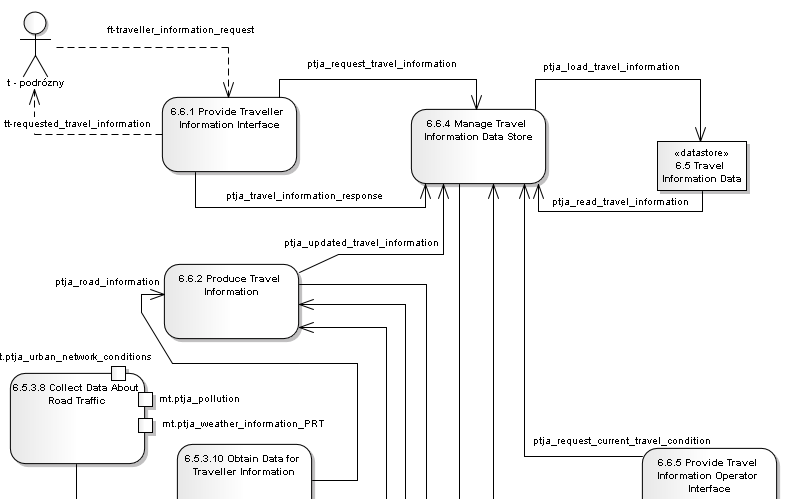 ft-traveller_information_request
ptja_request_travel_information
ptja_load_travel_information
t - podrózny
6.6.1 Provide Traveller
Information Interface
6.6.4 Manage Travel
Information Data Store
tt-requested_travel_information
«datastore»
6.5 Travel
Information Data
ptja_travel_information_response
ptja_read_travel_information
ptja_updated_travel_information
ptja_road_information
6.6.2 Produce Travel
Information
t.ptja_urban_network_conditions
6.5.3.8 Collect Data About
Road Traffic
mt.ptja_pollution
mt.ptja_weather_information_PRT
ptja_request_current_travel_condition
6.5.3.10 Obtain Data for
Traveller Information
6.6.5 Provide Travel
Information Operator
Interface